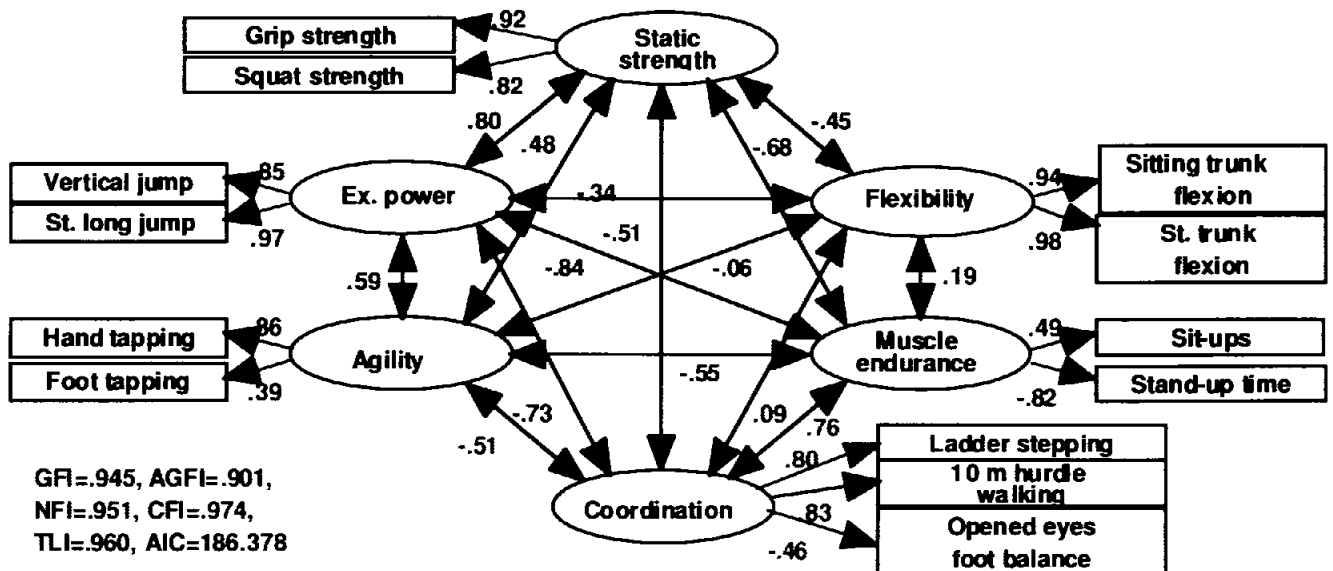 Grip strength
Squat strength
.92
.82
Static
strength
.80
.48
-.68
-.45
Vertical jump
St. long jump
.85
.97
Ex. power
-.34
Flexibility
.94
.98
Sitting trunk
flexion
St. trunk
flexion
-.51
-.84
-.06
.59
.19
Hand tapping
Foot tapping
.86
.39
Agility
-.55
Muscle
endurance
.49
-.82
Sit-ups
Stand-up time
-.73
-.51
.09
.76
Coordination
.80
.83
-.46
Ladder stepping
10 m hurdle
walking
Opened eyes
foot balance
GFI=.945, AGFI=.901,
NFI=.951, CFI=.974,
TLI=.960, AIC=186.378